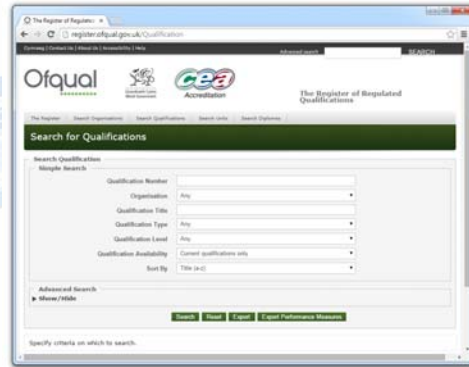 The Register of Regulated
register.ofqual.gov.uk/Qualification
Cymraeg | Contact Us | About Us | Accessibility | Help
Advanced search
SEARCH
Ofqual
cea
Accreditation
The Register of Regulated
Qualifications
The Register
Search Organisations
Search Qualifications
Search Units
Search Diplomas
Search for Qualifications
Search Qualification
Simple Search
Qualification Number
Organisation
Any
Qualification Title
Qualification Type
Any
Qualification Level
Any
Qualification Availability
Current qualifications only
Sort By
Title (a-z)
Advanced Search
▶ Show/Hide
Search
Reset
Export
Export Performance Measures
Specify criteria on which to search.